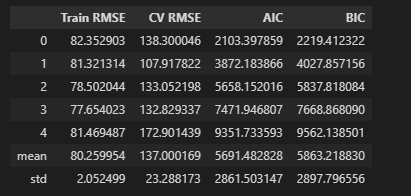 Train RMSE CV RMSE AIC BIC
0 82.352903 138.300046 2103.397859 2219.412322
1 81.321314 107.917822 3872.183866 4027.857156
2 78.502044 133.052198 5658.152016 5837.818084
3 77.654023 132.829337 7471.946807 7668.868090
4 81.469487 172.901439 9351.733593 9562.138501
mean 80.259954 137.000169 5691.482828 5863.218830
std 2.052499 23.288173 2861.503147 2897.796556